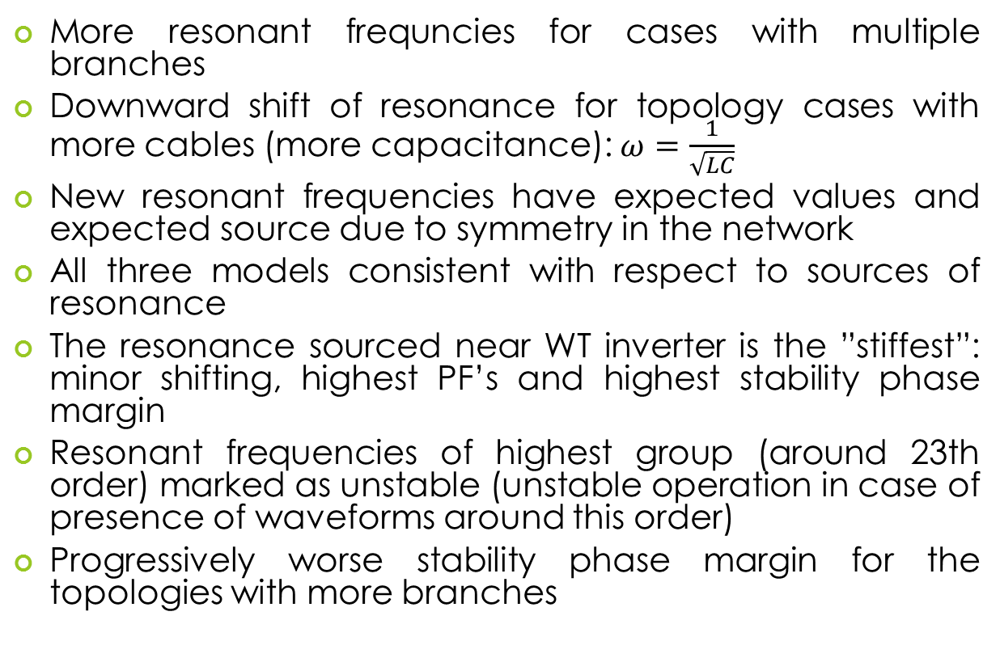 More resonant frequncies for cases with multiple
branches
Downward shift of resonance for topology cases with
more cables (more capacitance): ω = 1/√LC
New resonant frequencies have expected values and
expected source due to symmetry in the network
All three models consistent with respect to sources of
resonance
The resonance sourced near WT inverter is the ”stiffest”:
minor shifting, highest PF’s and highest stability phase
margin
Resonant frequencies of highest group (around 23th
order) marked as unstable (unstable operation in case of
presence of waveforms around this order)
Progressively worse stability phase margin for the
topologies with more branches